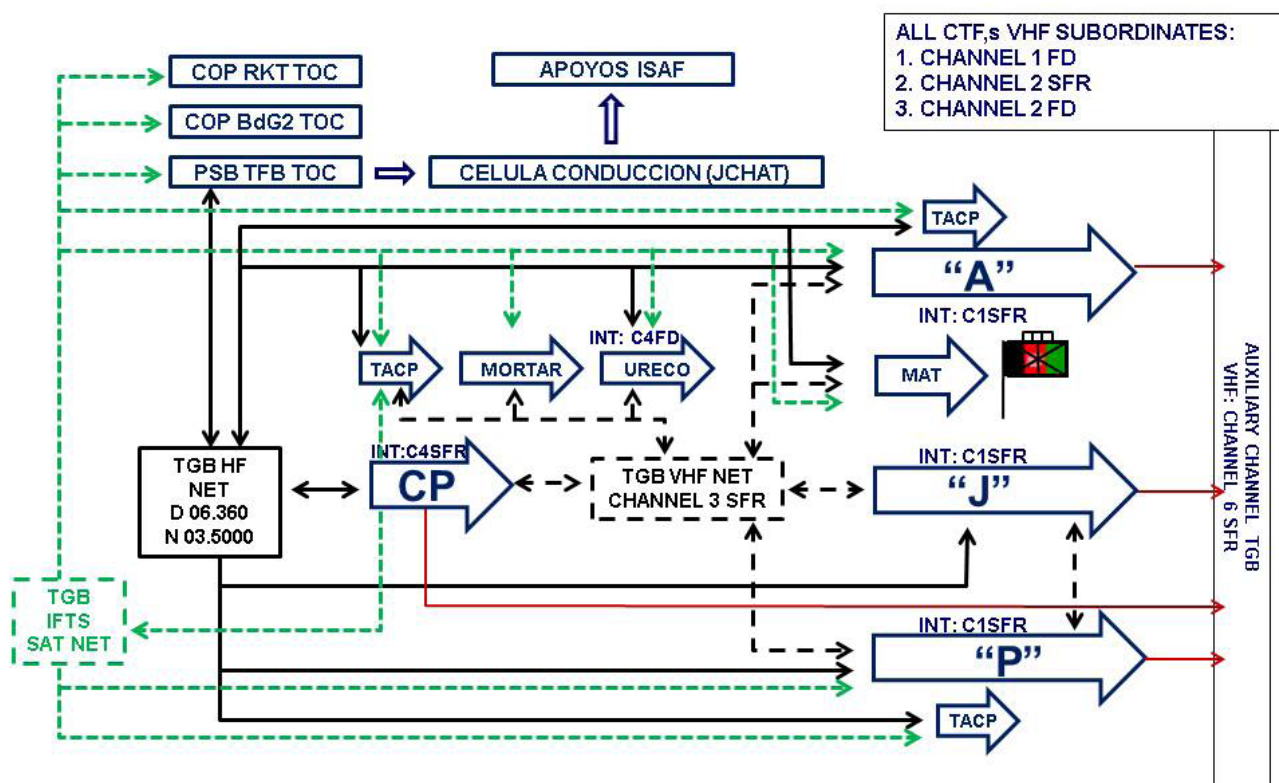 ALL CTF,s VHF SUBORDINATES:
1. CHANNEL 1 FD
2. CHANNEL 2 SFR
3. CHANNEL 2 FD
COP RKT TOC
APOYOS ISAF
COP BdG2 TOC
PSB TFB TOC
CELULA CONDUCCION (JCHAT)
TACP
“A”
INT: C1SFR
INT: C4FD
TACP
MORTAR
URECO
MAT
AUXILIARY CHANNEL TGB
VHF: CHANNEL 6 SFR
INT:C4SFR
CP
TGB HF
NET
D 06.360
N 03.5000
TGB VHF NET
CHANNEL 3 SFR
INT: C1SFR
“J”
TGB
IFTS
SAT NET
INT: C1SFR
“P”
TACP